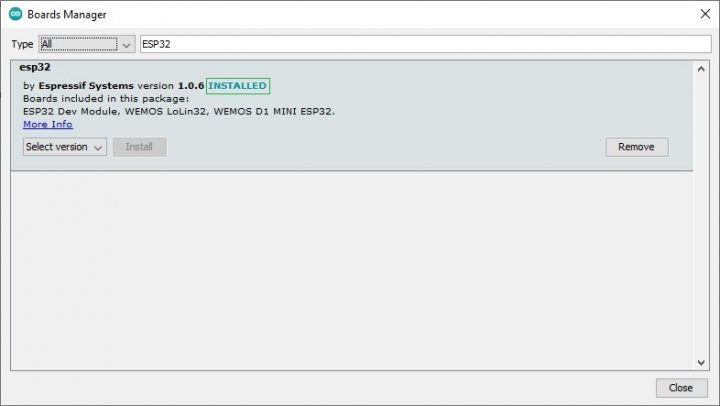 Boards Manager
Type All ESP32
esp32
by Espressif Systems version 1.0.6 INSTALLED
Boards included in this package:
ESP32 Dev Module, WEMOS LoLin32, WEMOS D1 MINI ESP32.
More Info
Select version Install Remove
Close